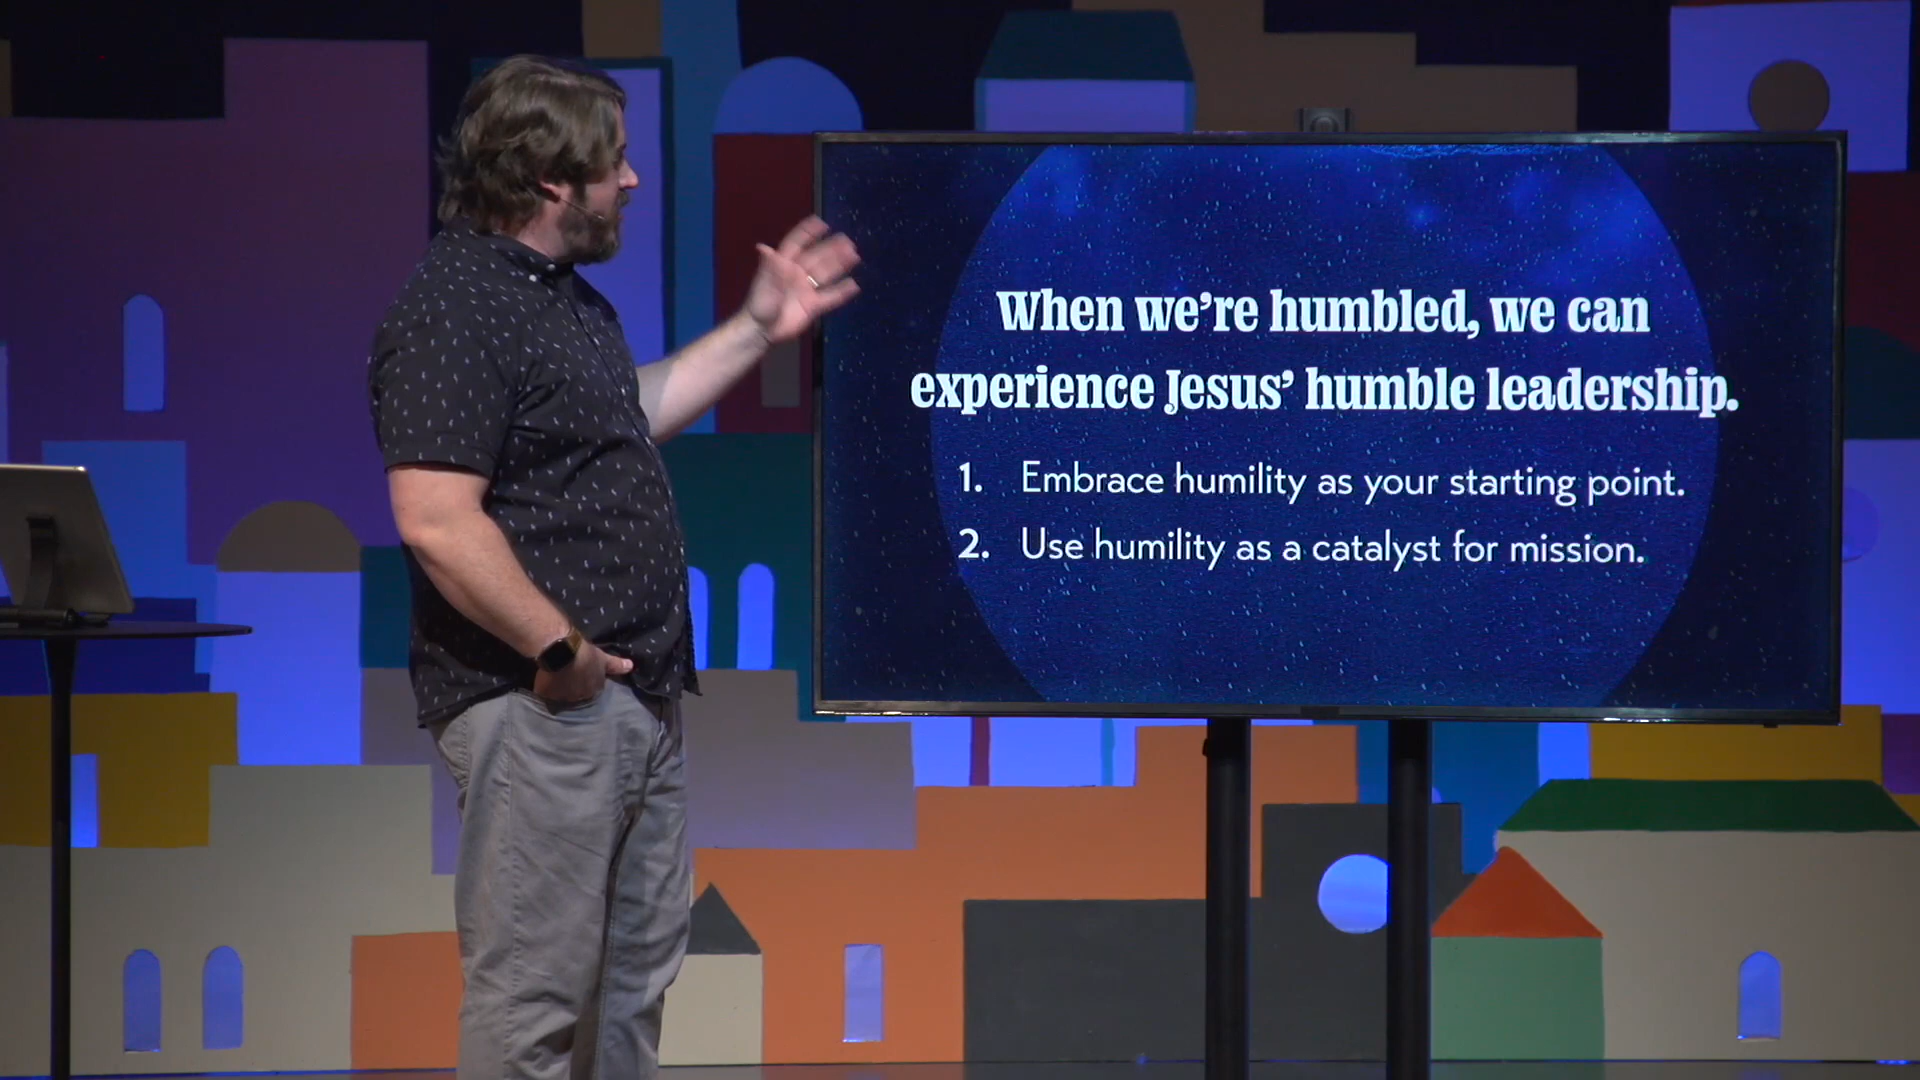 When we're humbled, we can
experience Jesus' humble leadership.
1. Embrace humility as your starting point.
2. Use humility as a catalyst for mission.